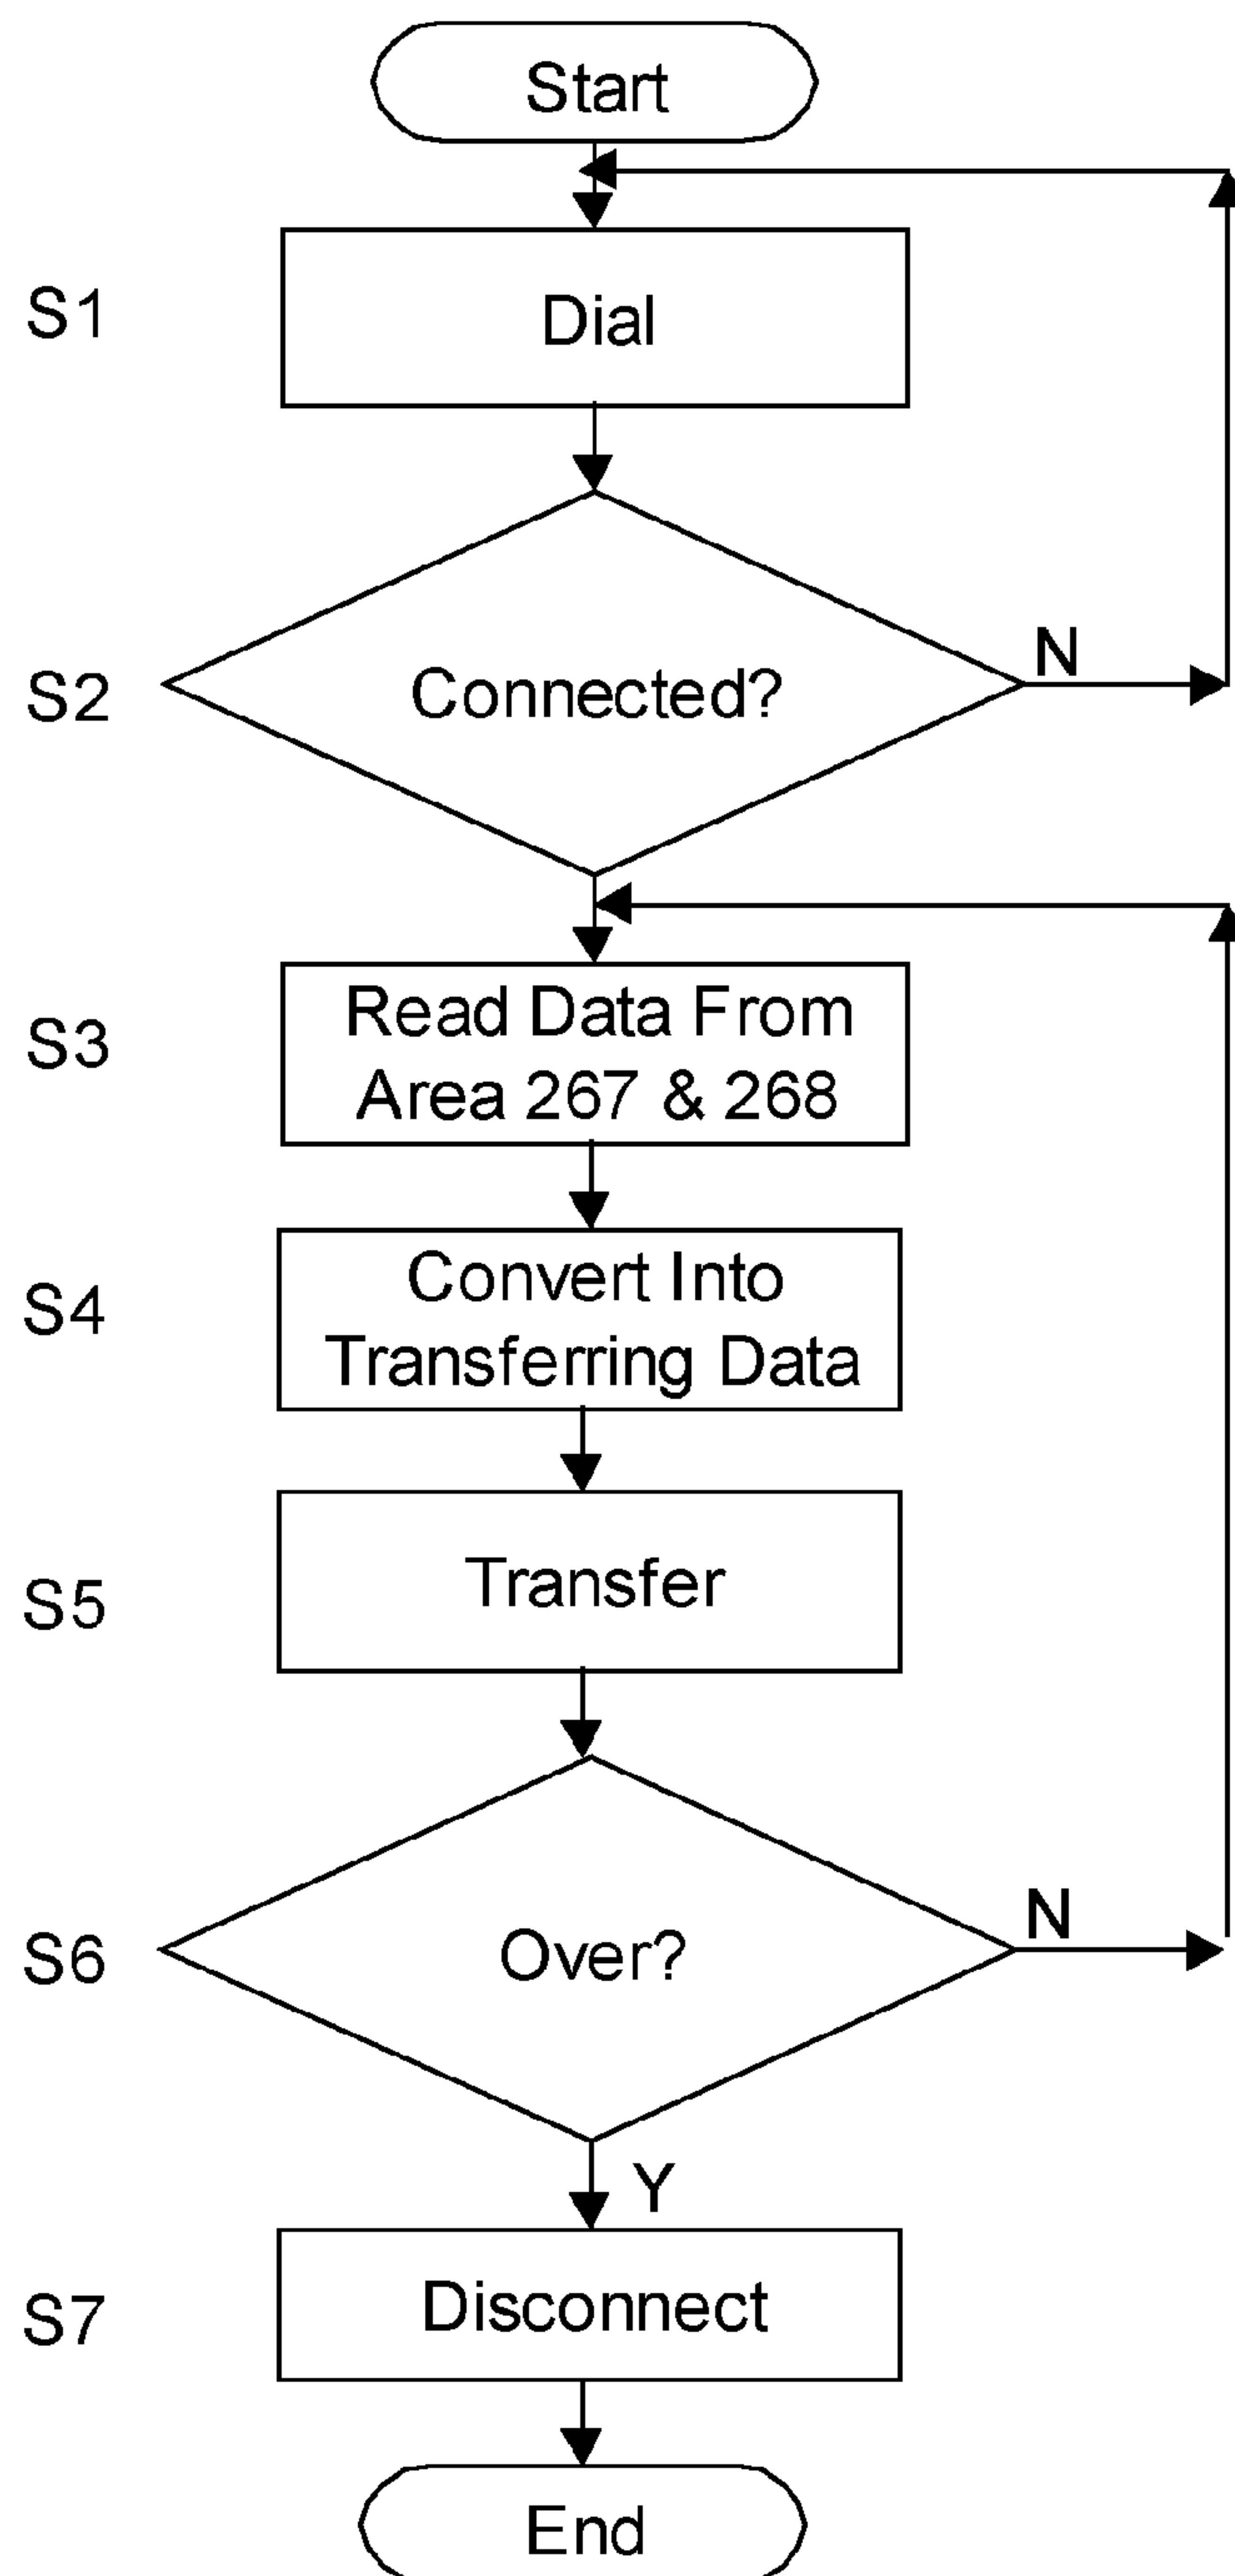 Start
S1
Dial
S2
Connected?
N
S3
Read Data From
Area 267 & 268
S4
Convert Into
Transferring Data
S5
Transfer
S6
Over?
N
Y
S7
Disconnect
End